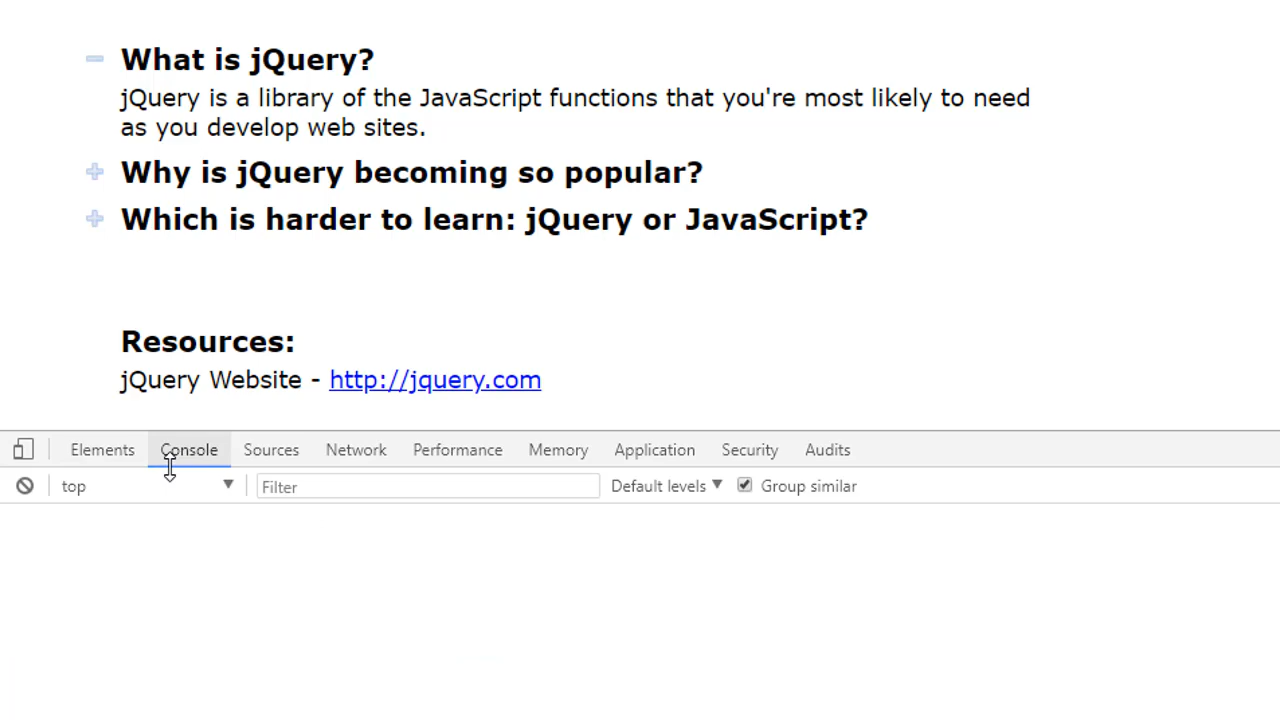 What is jQuery?
jQuery is a library of the JavaScript functions that you're most likely to need
as you develop web sites.
Why is jQuery becoming so popular?
Which is harder to learn: jQuery or JavaScript?
Resources:
jQuery Website - http://jquery.com
Elements Console Sources Network Performance Memory Application Security Audits
top Filter Default levels Group similar